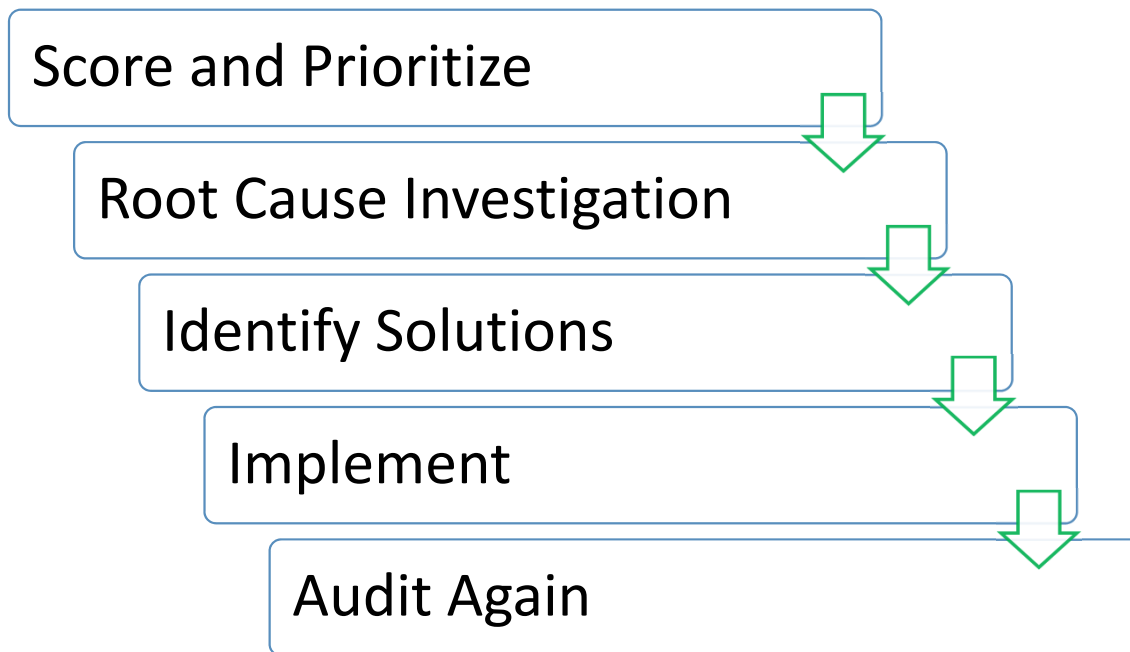 Score and Prioritize
Root Cause Investigation
Identify Solutions
Implement
Audit Again